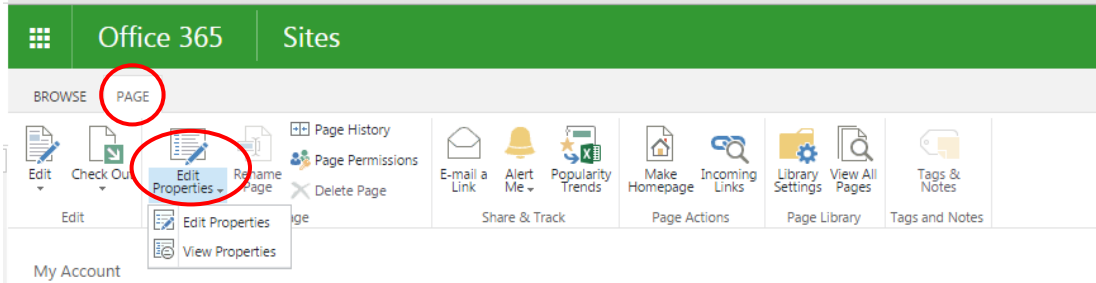 Office 365 Sites
BROWSE PAGE
Edit
Check Out
Edit
Properties
Rename
Page
Page History
Page Permissions
Delete Page
E-mail a
Link
Alert
Me
Popularity
Trends
Make
Homepage
Incoming
Links
Library
Settings
View All
Pages
Tags &
Notes
Edit
Share & Track
Page Actions
Page Library
Tags and Notes
Edit Properties
View Properties
My Account